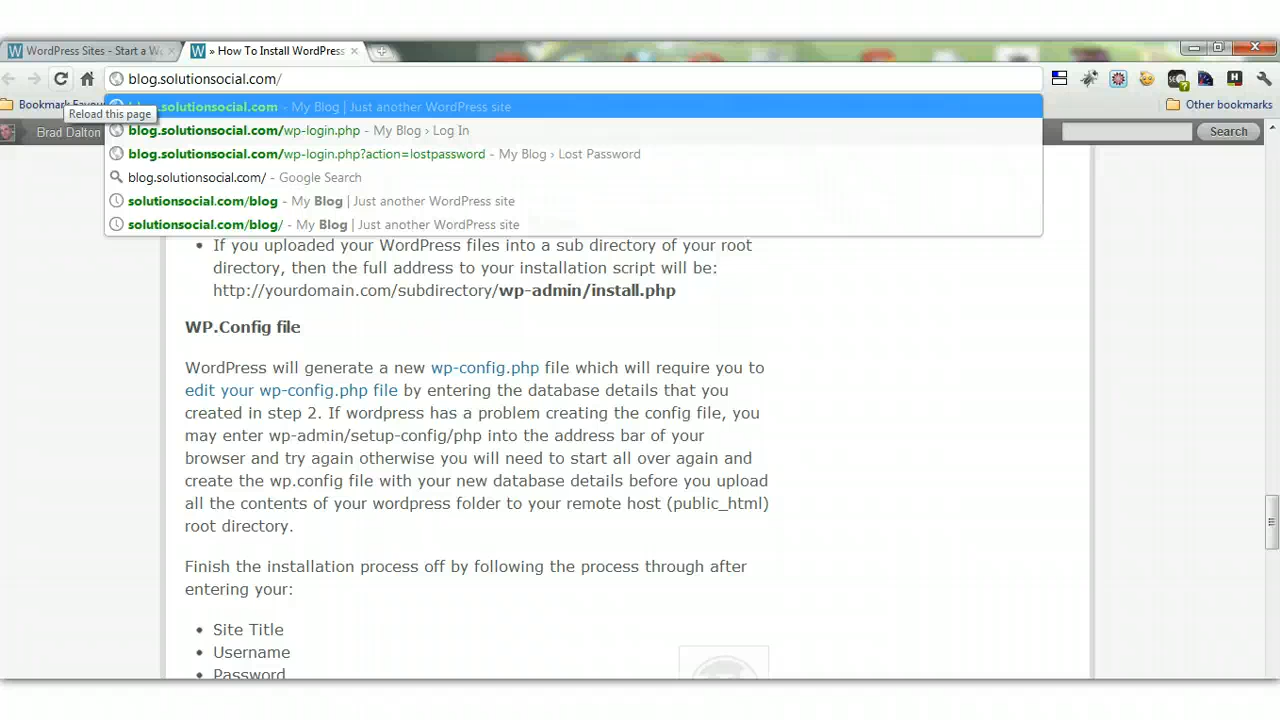 WordPress Sites - Start a Wo
» How To Install WordPress
blog.solutionsocial.com/
Bookmark Favou
Reload this page
Other bookmarks
Brad Dalton
Search
blog.solutionsocial.com - My Blog | Just another WordPress site
blog.solutionsocial.com/wp-login.php - My Blog › Log In
blog.solutionsocial.com/wp-login.php?action=lostpassword - My Blog › Lost Password
blog.solutionsocial.com/ - Google Search
solutionsocial.com/blog - My Blog | Just another WordPress site
solutionsocial.com/blog/ - My Blog | Just another WordPress site
• If you uploaded your WordPress files into a sub directory of your root
directory, then the full address to your installation script will be:
http://yourdomain.com/subdirectory/wp-admin/install.php
WP.Config file
WordPress will generate a new wp-config.php file which will require you to
edit your wp-config.php file by entering the database details that you
created in step 2. If wordpress has a problem creating the config file, you
may enter wp-admin/setup-config/php into the address bar of your
browser and try again otherwise you will need to start all over again and
create the wp.config file with your new database details before you upload
all the contents of your wordpress folder to your remote host (public_html)
root directory.
Finish the installation process off by following the process through after
entering your:
• Site Title
• Username
• Password